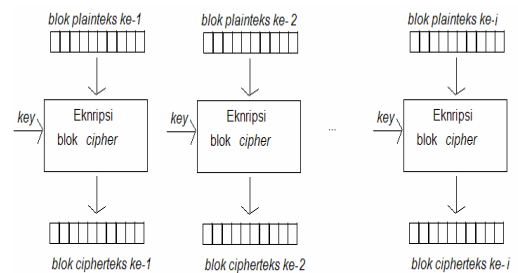 blok plainteks ke-1
blok plainteks ke- 2
blok plainteks ke-i
key
Eknripsi
blok cipher
key
Eknripsi
blok cipher
...
key
Eknripsi
blok cipher
blok cipherteks ke-1
blok cipherteks ke-2
blok cipherteks ke- i